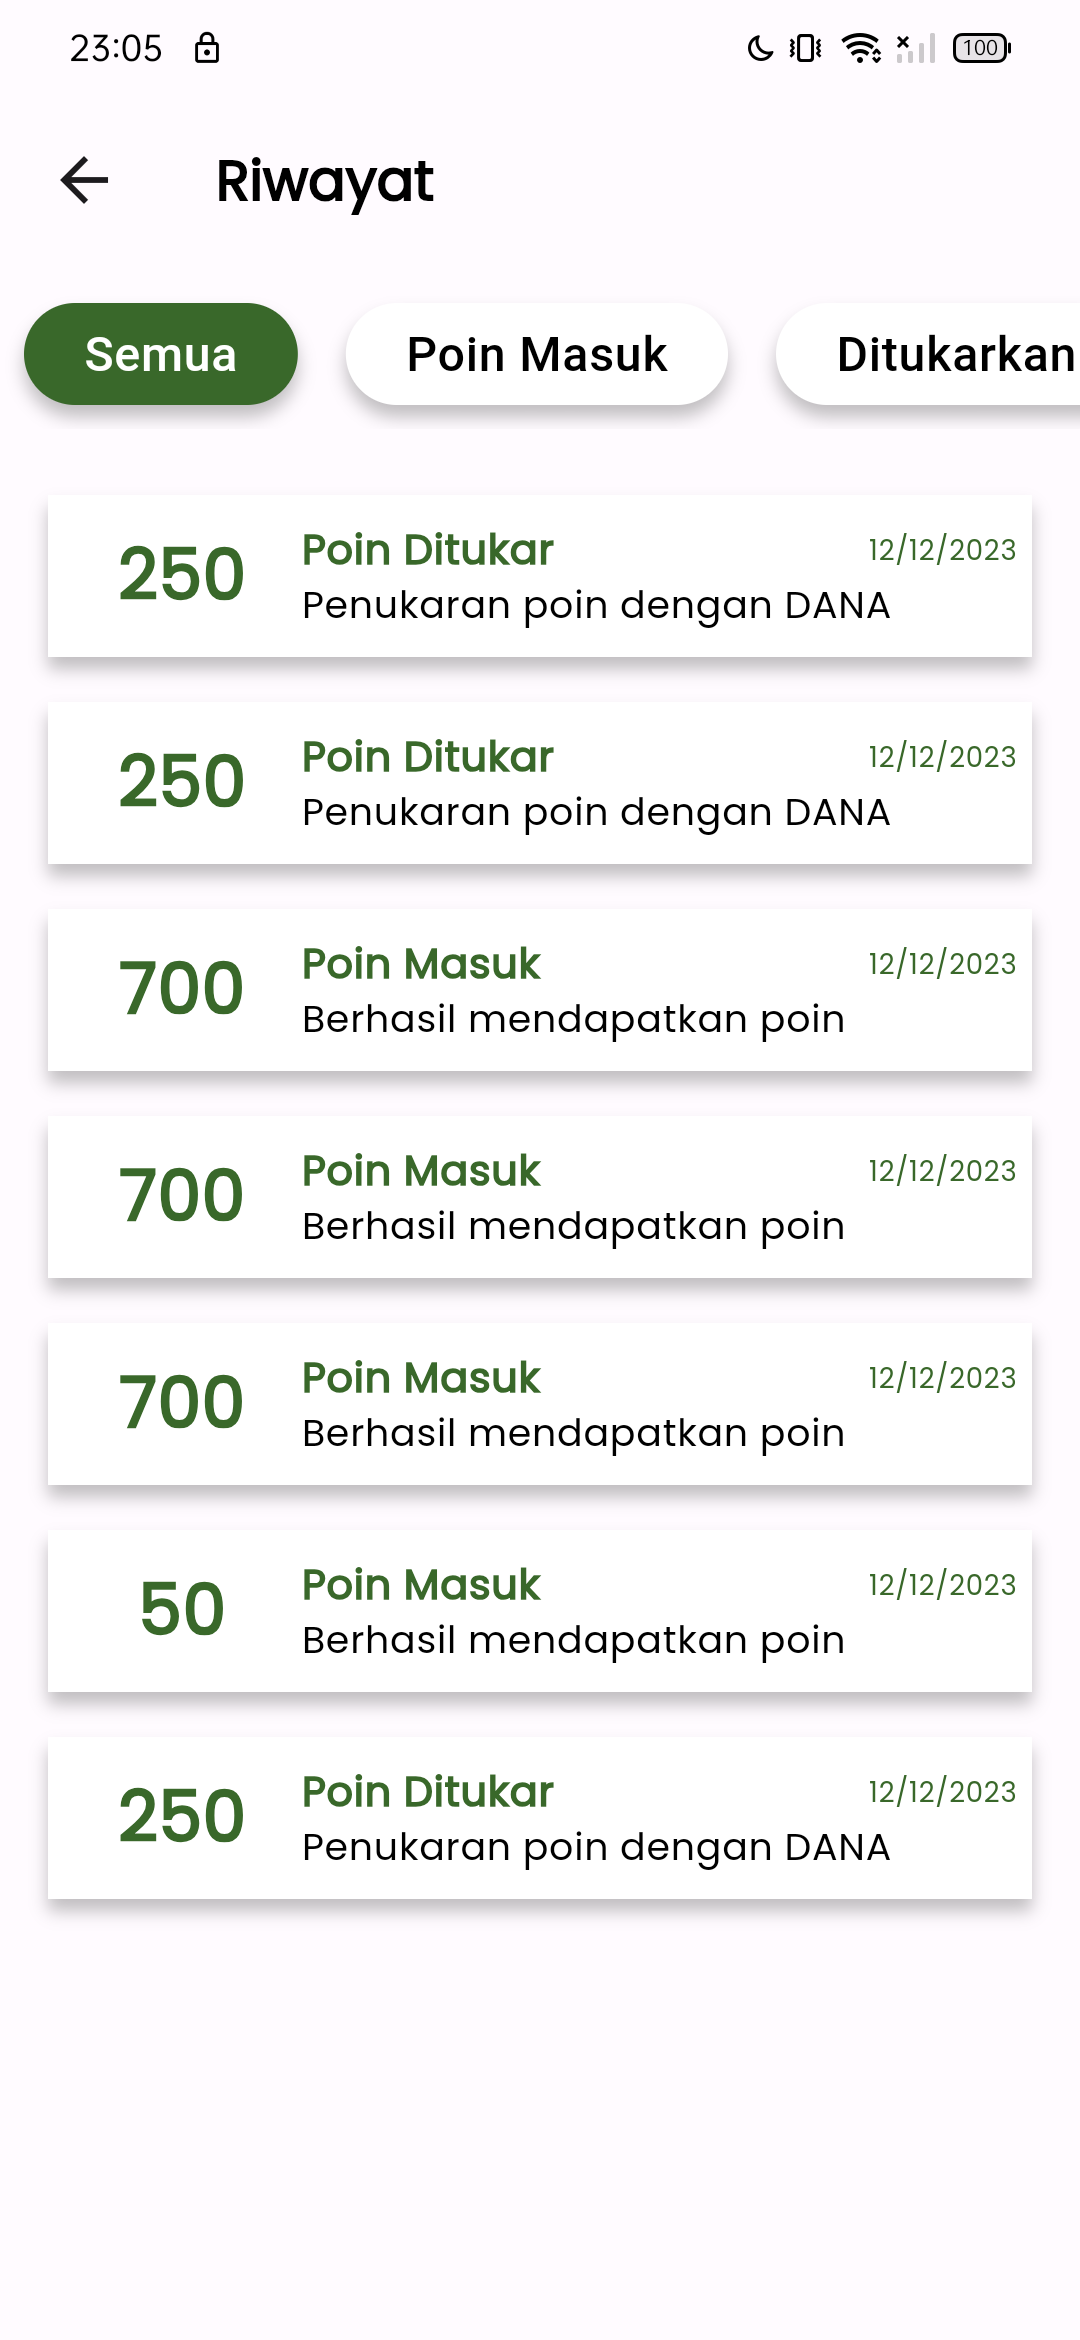 23:05
100
Riwayat
Semua
Poin Masuk
Ditukarkan
250
Poin Ditukar
12/12/2023
Penukaran poin dengan DANA
250
Poin Ditukar
12/12/2023
Penukaran poin dengan DANA
700
Poin Masuk
12/12/2023
Berhasil mendapatkan poin
700
Poin Masuk
12/12/2023
Berhasil mendapatkan poin
700
Poin Masuk
12/12/2023
Berhasil mendapatkan poin
50
Poin Masuk
12/12/2023
Berhasil mendapatkan poin
250
Poin Ditukar
12/12/2023
Penukaran poin dengan DANA